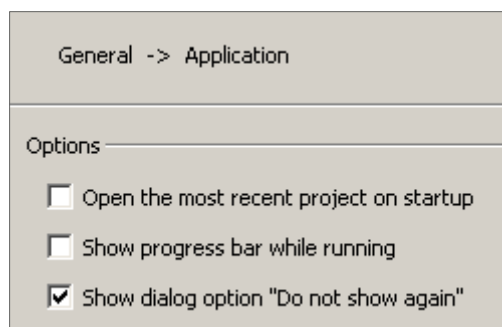 General -> Application
Options
Open the most recent project on startup
Show progress bar while running
Show dialog option "Do not show again"